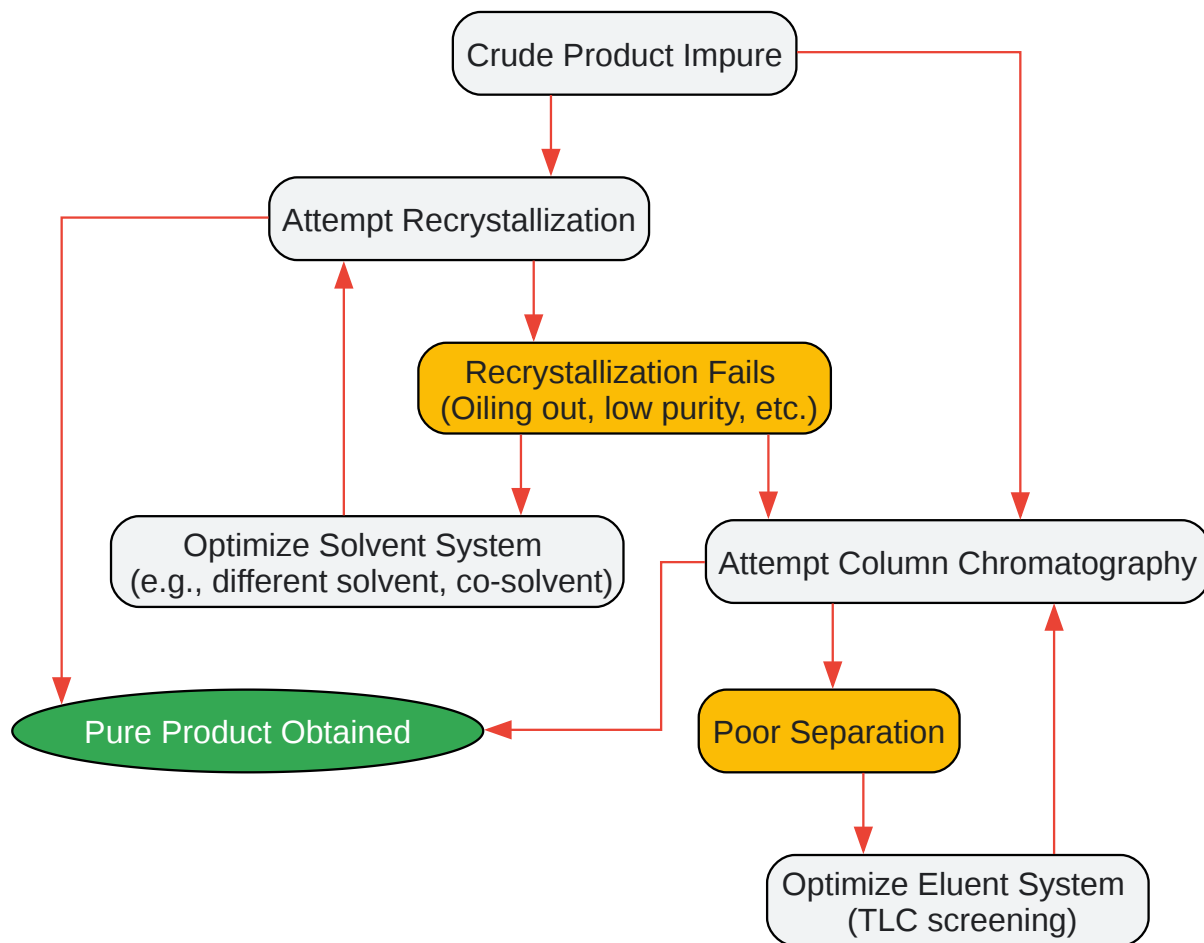 Crude Product Impure
Attempt Recrystallization
Recrystallization Fails
(Oiling out, low purity, etc.)
Optimize Solvent System
(e.g., different solvent, co-solvent)
Attempt Column Chromatography
Pure Product Obtained
Poor Separation
Optimize Eluent System
(TLC screening)